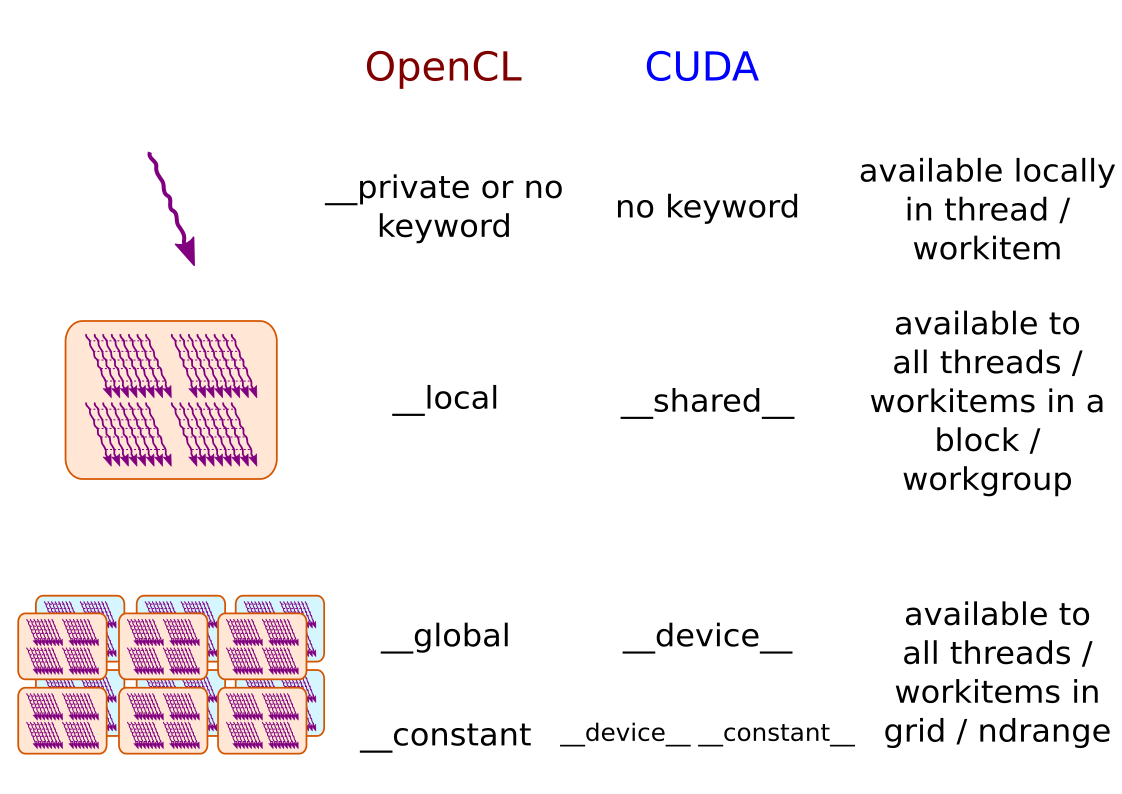 OpenCL CUDA
__private or no
keyword
no keyword
available locally
in thread /
workitem
__local
__shared__
available to
all threads /
workitems in a
block /
workgroup
__global
__device__
__constant
__device__ __constant__
available to
all threads /
workitems in
grid / ndrange